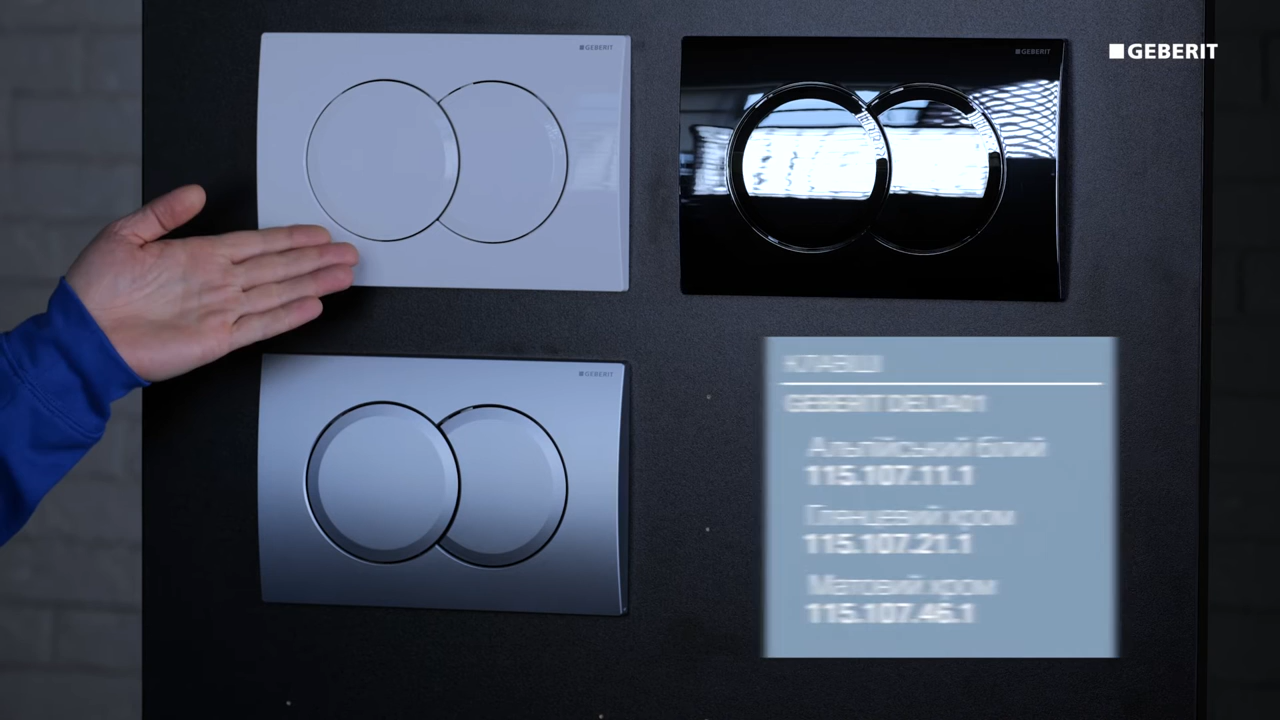 GEBERIT
GEBERIT
GEBERIT
GEBERIT
КЛАВІШІ
GEBERIT DELTA01
Альпійський білий
115.107.11.1
Глянцевий хром
115.107.21.1
Матовий хром
115.107.46.1